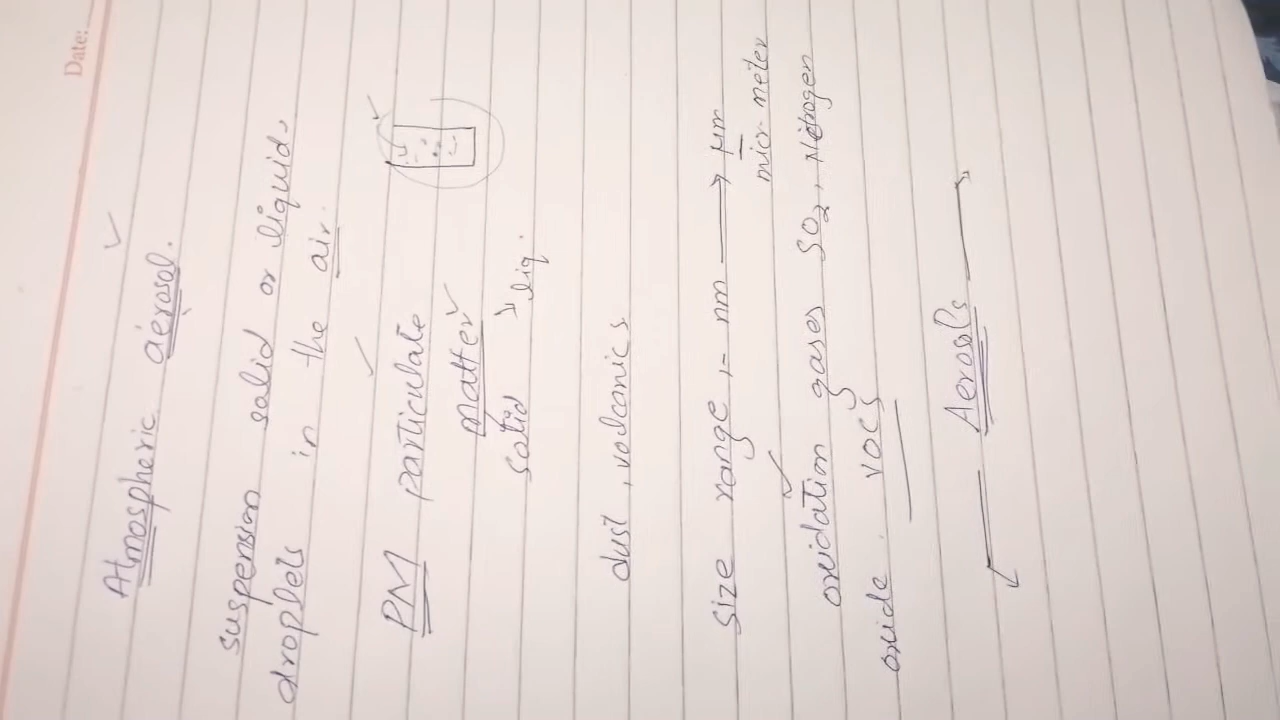 Date:
Atmospheric aerosol.
suspension solid or liquid,
droplets in the air.
PM particulate
matter
solid liq.
dust, volcanics
size range :- nm → μm
micr meter
oxidation gases SO2, Nitrogen
oxide. VOCs
Aerosols